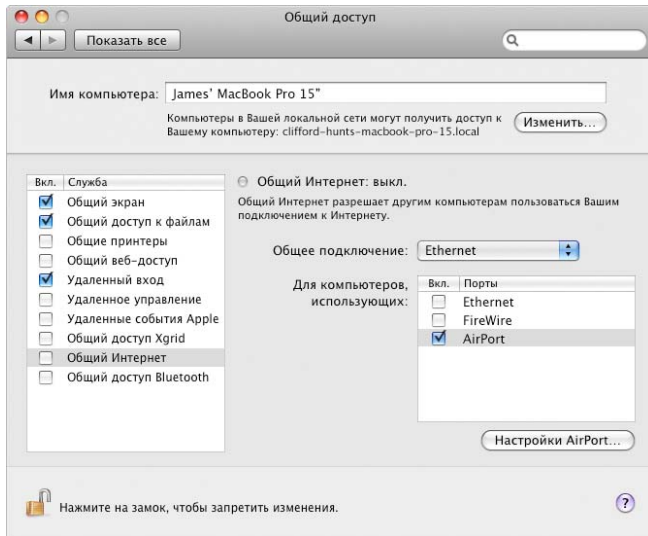 Общий доступ
Показать все
Имя компьютера: James' MacBook Pro 15"
Компьютеры в Вашей локальной сети могут получить доступ к
Вашему компьютеру: clifford-hunts-macbook-pro-15.local
Изменить...
Вкл. Служба
Общий экран
Общий доступ к файлам
Общие принтеры
Общий веб-доступ
Удаленный вход
Удаленное управление
Удаленные события Apple
Общий доступ Xgrid
Общий Интернет
Общий доступ Bluetooth
Общий Интернет: выкл.
Общий Интернет разрешает другим компьютерам пользоваться Вашим
подключением к Интернету.
Общее подключение: Ethernet
Для компьютеров,
использующих:
Вкл. Порты
Ethernet
FireWire
AirPort
Настройки AirPort...
Нажмите на замок, чтобы запретить изменения.
?